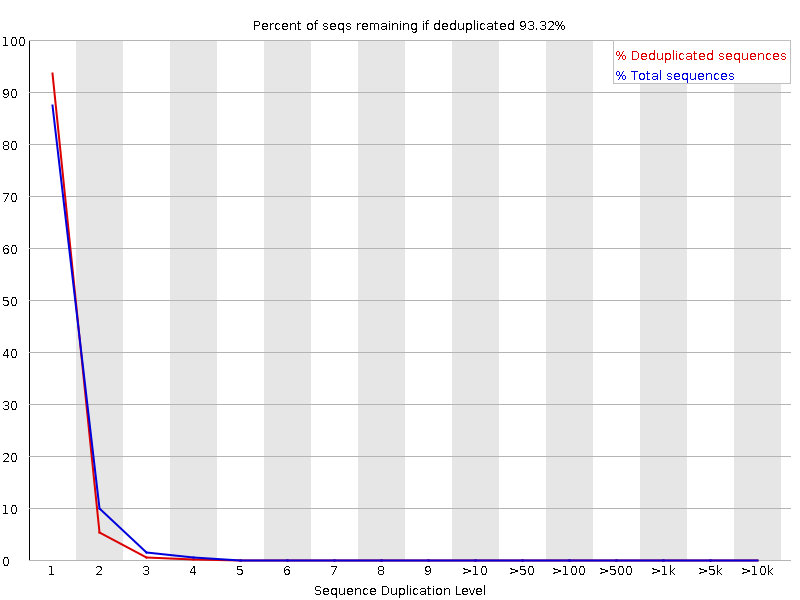 Percent of seqs remaining if deduplicated 93.32%
% Deduplicated sequences
% Total sequences
100
90
80
70
60
50
40
30
20
10
0
1 2 3 4 5 6 7 8 9 >10 >50 >100 >500 >1k >5k >10k
Sequence Duplication Level